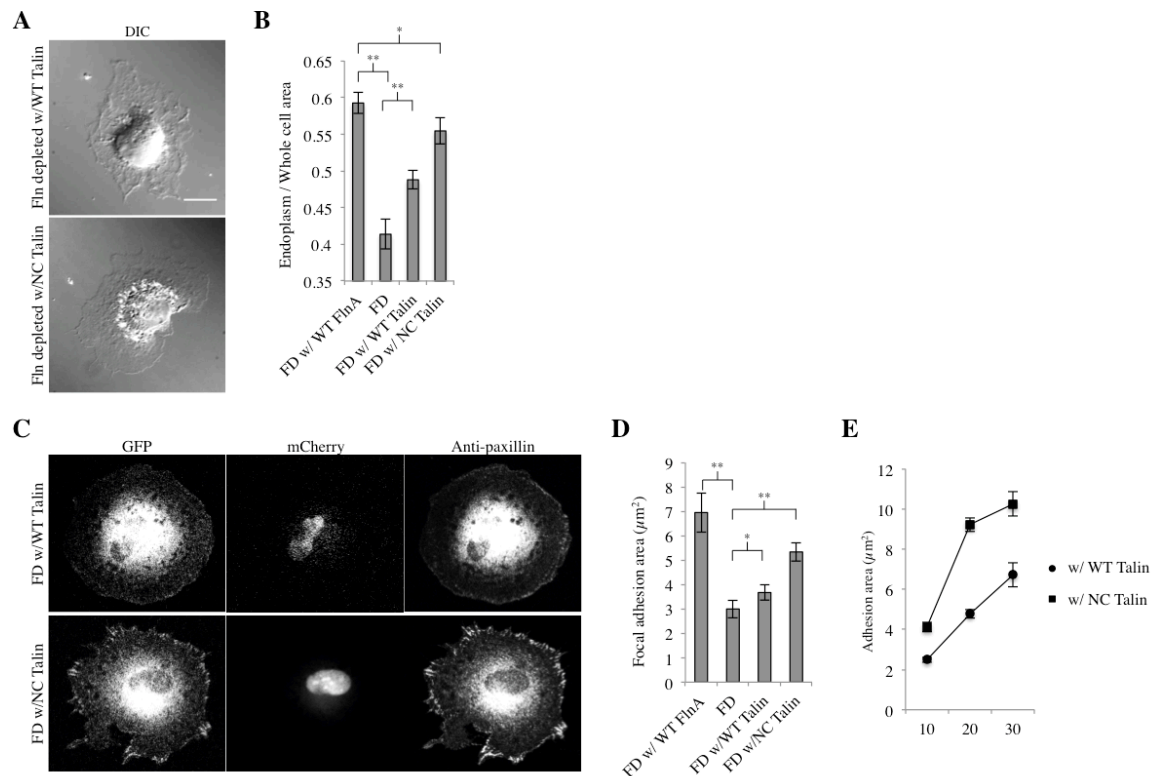 A
DIC
Fln depleted w/WT Talin
Fln depleted w/NC Talin
B
*
**
**
Endoplasm / Whole cell area
0.65
0.6
0.55
0.5
0.45
0.4
0.35
FD w/ WT FlnA
FD
FD w/ WT Talin
FD w/ NC Talin
C
GFP
mCherry
Anti-paxillin
FD w/WT Talin
FD w/NC Talin
D
**
**
*
Focal adhesion area (μm²)
9
8
7
6
5
4
3
2
1
0
FD w/ WT FlnA
FD
FD w/WT Talin
FD w/NC Talin
E
Adhesion area (μm²)
12
10
8
6
4
2
0
10 20 30
w/ WT Talin
w/ NC Talin